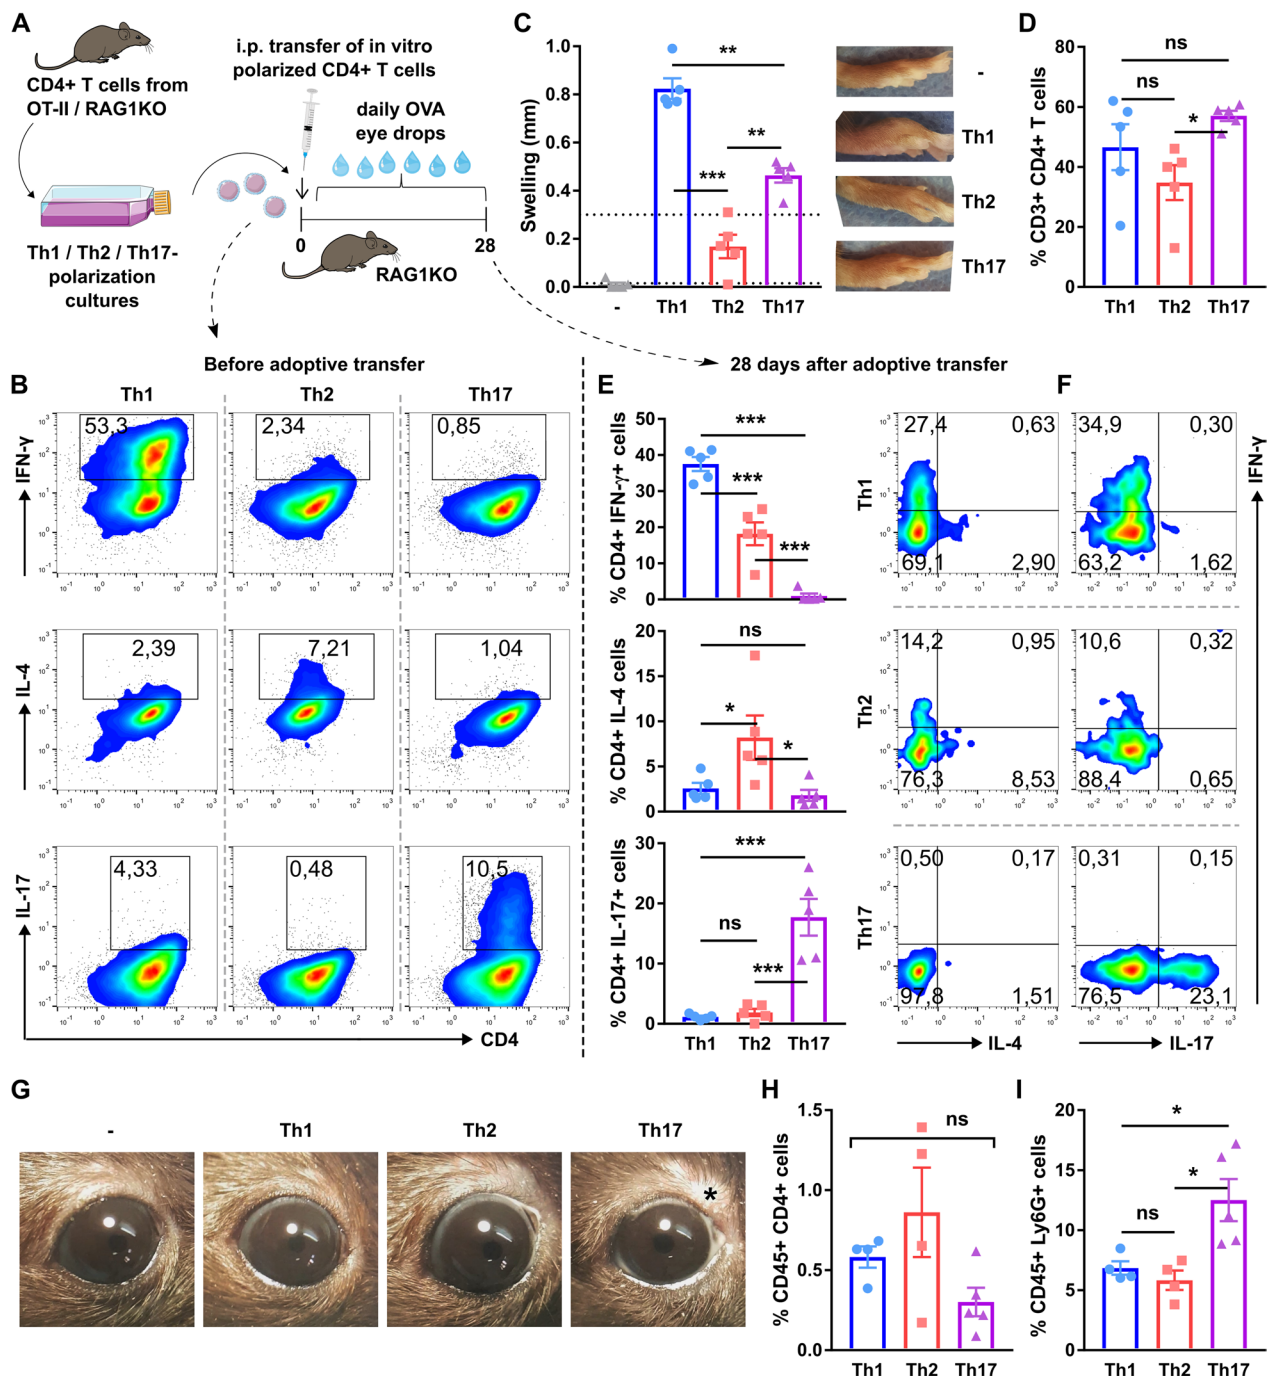 A
CD4+ T cells from
OT-II / RAG1KO
Th1 / Th2 / Th17-
polarization
cultures
i.p. transfer of in vitro
polarized CD4+ T cells
daily OVA
eye drops
0
28
RAG1KO
C
Swelling (mm)
1.0
0.8
0.6
0.4
0.2
0.0
**
**
***
-
Th1
Th2
Th17
-
Th1
Th2
Th17
D
% CD3+ CD4+ T cells
80
60
40
20
0
ns
ns
*
Th1
Th2
Th17
Before adoptive transfer
28 days after adoptive transfer
B
Th1
Th2
Th17
IFN-γ
53,3
2,34
0,85
IL-4
2,39
7,21
1,04
IL-17
4,33
0,48
10,5
CD4
E
% CD4+ IFN-γ+ cells
50
40
30
20
10
0
***
***
***
% CD4+ IL-4 cells
20
15
10
5
0
ns
*
*
% CD4+ IL-17+ cells
30
20
10
0
***
ns
***
Th1
Th2
Th17
F
IFN-γ
Th1
27,4
0,63
69,1
2,90
34,9
0,30
63,2
1,62
Th2
14,2
0,95
76,3
8,53
10,6
0,32
88,4
0,65
Th17
0,50
0,17
97,8
1,51
0,31
0,15
76,5
23,1
IL-4
IL-17
G
-
Th1
Th2
Th17
*
H
% CD45+ CD4+ cells
1.5
1.0
0.5
0.0
ns
Th1
Th2
Th17
I
% CD45+ Ly6G+ cells
20
15
10
5
0
*
*
ns
Th1
Th2
Th17